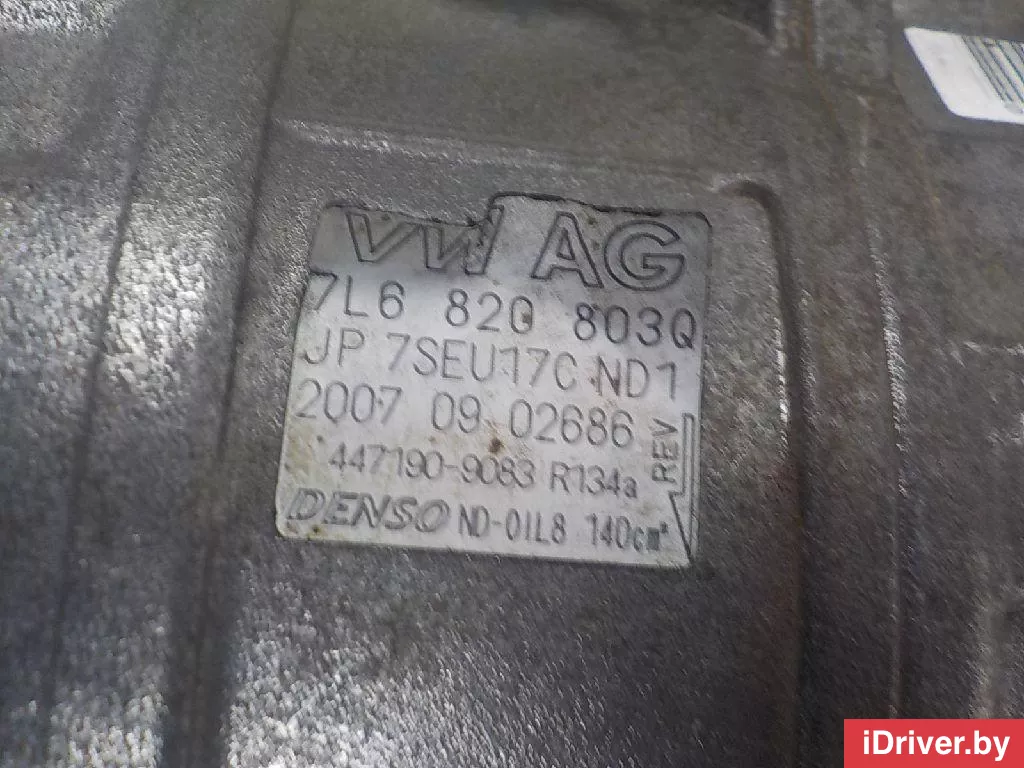 VW AG
7L6 820 803Q
JP 7SEU17C ND1
2007 09 02686
447190-9083 R134a
REV
DENSO ND-OIL8 140cm³
iDriver.by